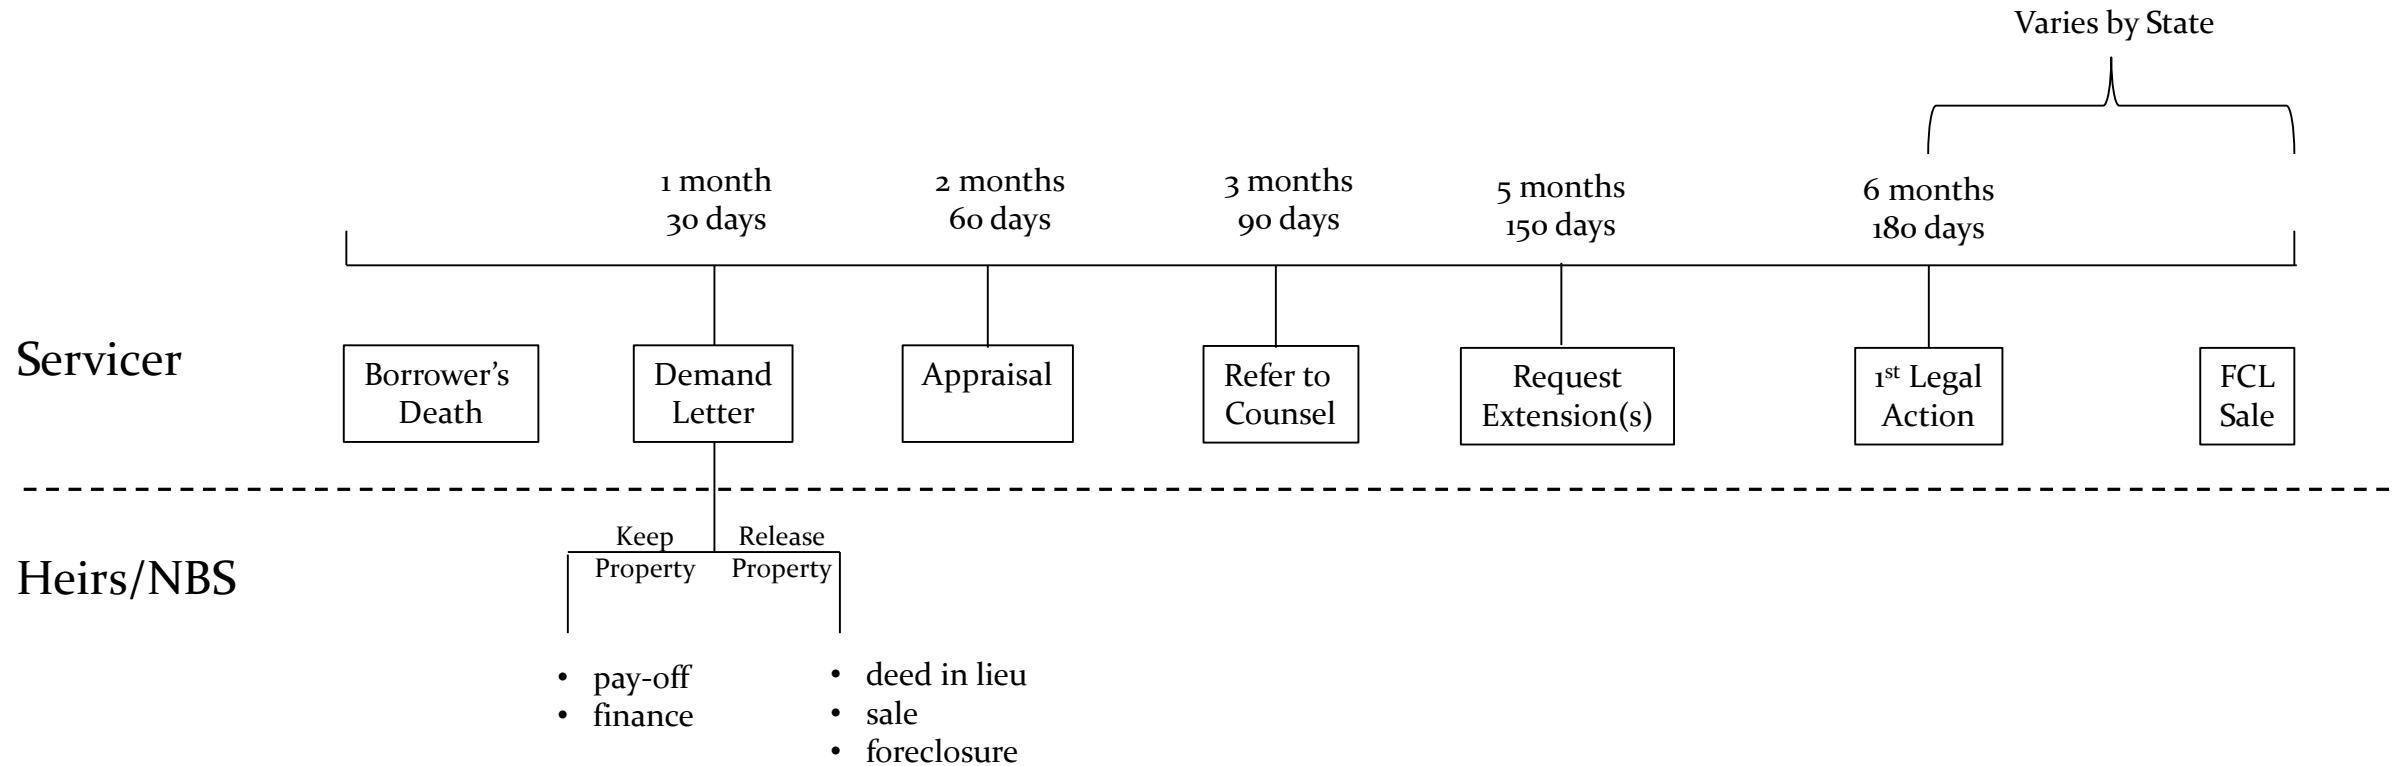 Varies by State
1 month
30 days
2 months
60 days
3 months
90 days
5 months
150 days
6 months
180 days
Servicer
Borrower’s
Death
Demand
Letter
Appraisal
Refer to
Counsel
Request
Extension(s)
1st Legal
Action
FCL
Sale
Heirs/NBS
Keep
Property
Release
Property
• pay-off
• finance
• deed in lieu
• sale
• foreclosure